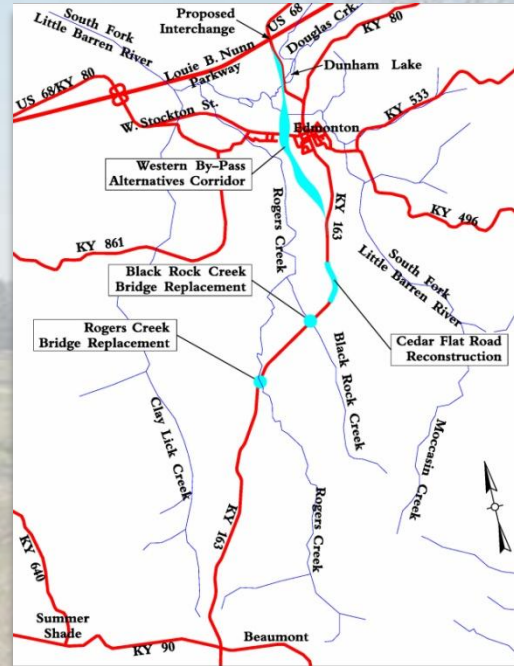 US 68
KY 80
Proposed
Interchange
Douglas Crk.
South Fork
Little Barren River
Louie B. Nunn
Parkway
Dunham Lake
US 68/KY 80
KY 533
W. Stockton St.
Edmonton
Western By-Pass
Alternatives Corridor
KY 163
KY 496
Rogers Creek
KY 861
South Fork
Little Barren River
Black Rock Creek
Bridge Replacement
Rogers Creek
Bridge Replacement
Cedar Flat Road
Reconstruction
Black Rock Creek
Clay Lick Creek
Moccasin Creek
KY 163
Rogers Creek
KY 640
Summer
Shade
KY 90
Beaumont